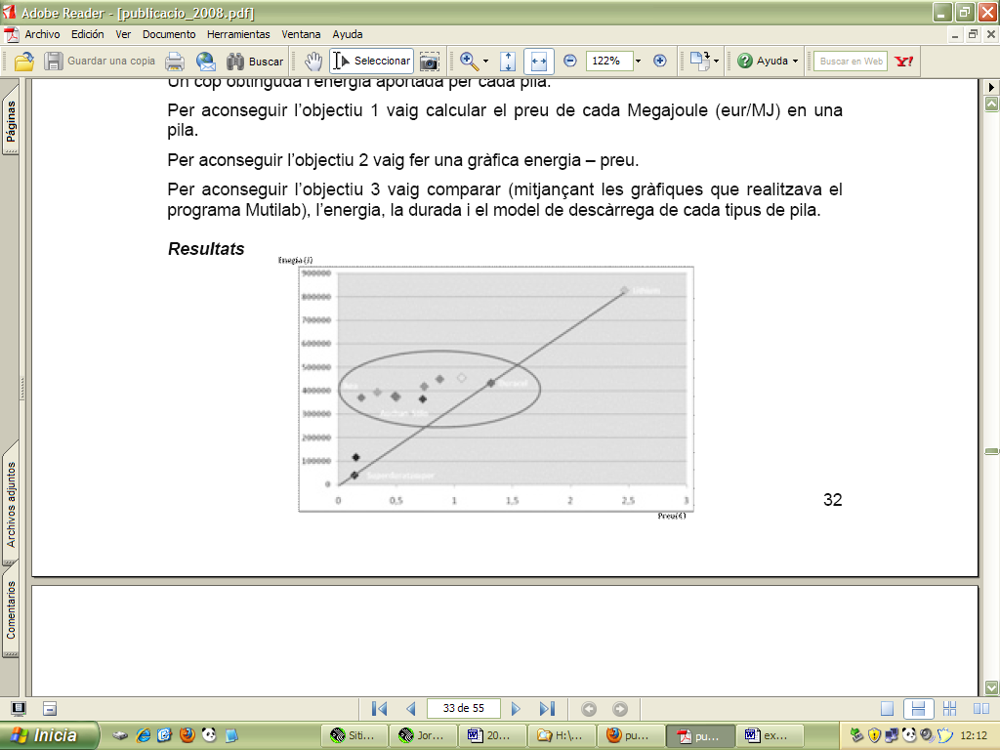 Adobe Reader - [publicacio_2008.pdf]
Archivo Edición Ver Documento Herramientas Ventana Ayuda
Guardar una copia Buscar Seleccionar 122% Ayuda Buscar en Web Y!
Páginas
Archivos adjuntos
Comentarios
Un cop obtinguda l'energia aportada per cada pila.
Per aconseguir l'objectiu 1 vaig calcular el preu de cada Megajoule (eur/MJ) en una
pila.
Per aconseguir l'objectiu 2 vaig fer una gràfica energia – preu.
Per aconseguir l'objectiu 3 vaig comparar (mitjançant les gràfiques que realitzava el
programa Mutilab), l'energia, la durada i el model de descàrrega de cada tipus de pila.
Resultats
Enegia (J)
900000
800000
700000
600000
500000
400000
300000
200000
100000
0
0 0,5 1 1,5 2 2,5 3
Preu(€)
32
33 de 55
Inicia Siti... Jor... 20... H:\... pu... pu... ex... 12:12